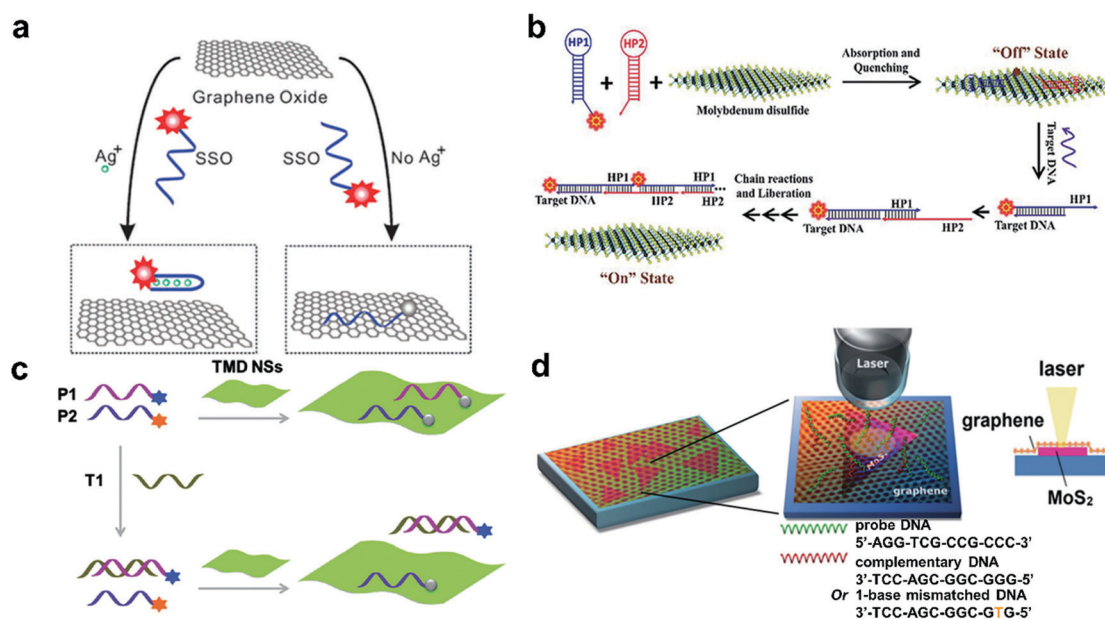 a
Graphene Oxide
Ag+
SSO
SSO
No Ag+
b
HP1
HP2
+
+
Molybdenum disulfide
Absorption and
Quenching
"Off" State
Target DNA
HP1
Target DNA
HP1
HP2
Target DNA
Chain reactions
and Liberation
HP1
HP1
...
Target DNA
HP2
HP2
"On" State
c
TMD NSs
P1
P2
T1
d
Laser
MoS2
graphene
laser
graphene
MoS2
probe DNA
5'-AGG-TCG-CCG-CCC-3'
complementary DNA
3'-TCC-AGC-GGC-GGG-5'
Or 1-base mismatched DNA
3'-TCC-AGC-GGC-GTG-5'